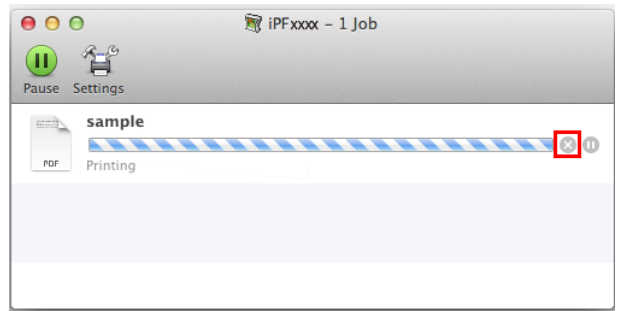 iPFxxxx – 1 Job
Pause Settings
sample
PDF
Printing